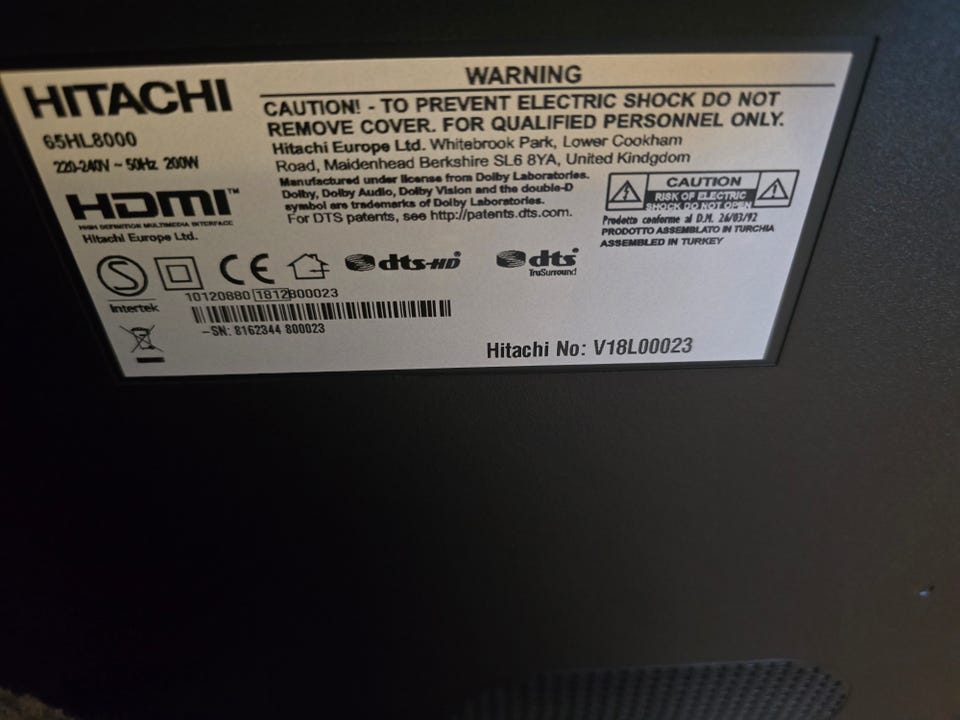 HITACHI
65HL8000
220-240V ~ 50Hz 200W
HDMI™
HIGH DEFINITION MULTIMEDIA INTERFACE
Hitachi Europe Ltd.
WARNING
CAUTION! - TO PREVENT ELECTRIC SHOCK DO NOT
REMOVE COVER. FOR QUALIFIED PERSONNEL ONLY.
Hitachi Europe Ltd. Whitebrook Park, Lower Cookham
Road, Maidenhead Berkshire SL6 8YA, United Kindgdom
Manufactured under license from Dolby Laboratories.
Dolby, Dolby Audio, Dolby Vision and the double-D
symbol are trademarks of Dolby Laboratories.
For DTS patents, see http://patents.dts.com.
CAUTION
RISK OF ELECTRIC
SHOCK DO NOT OPEN
Prodotto conforme al D.M. 26/03/92
PRODOTTO ASSEMBLATO IN TURCHIA
ASSEMBLED IN TURKEY
S
Intertek
CE
dts-HD
dts
TruSurround
10120880 1812B00023
-SN: 8162344 800023
Hitachi No: V18L00023